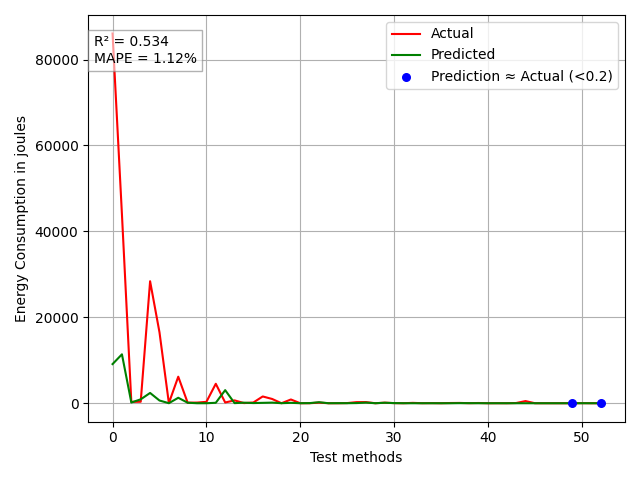 R² = 0.534
MAPE = 1.12%
Actual
Predicted
Prediction ≈ Actual (<0.2)
Energy Consumption in joules
80000
60000
40000
20000
0
0 10 20 30 40 50
Test methods